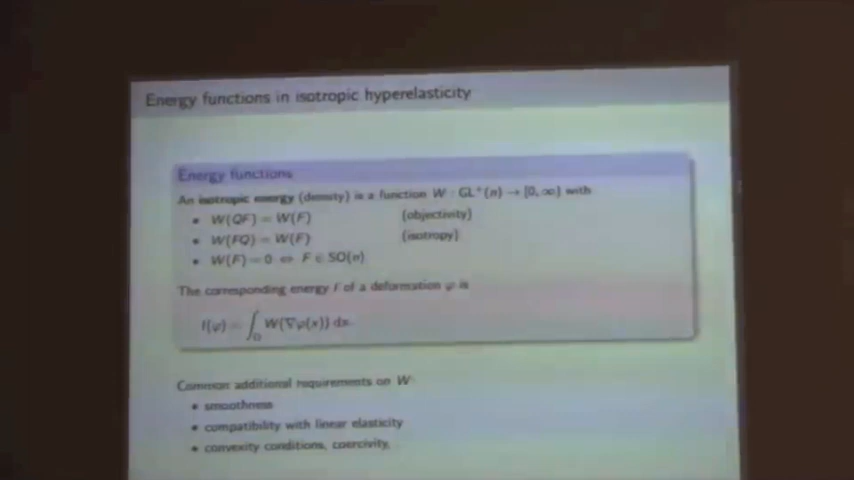 Energy functions in isotropic hyperelasticity
Energy functions
An isotropic energy (density) is a function W : GL⁺(n) → [0, ∞) with
• W(QF) = W(F) (objectivity)
• W(FQ) = W(F) (isotropy)
• W(F) = 0 ⇔ F ∈ SO(n)
The corresponding energy I of a deformation φ is
I(φ) = ∫_Ω W(∇φ(x)) dx.
Common additional requirements on W:
• smoothness
• compatibility with linear elasticity
• convexity conditions, coercivity,